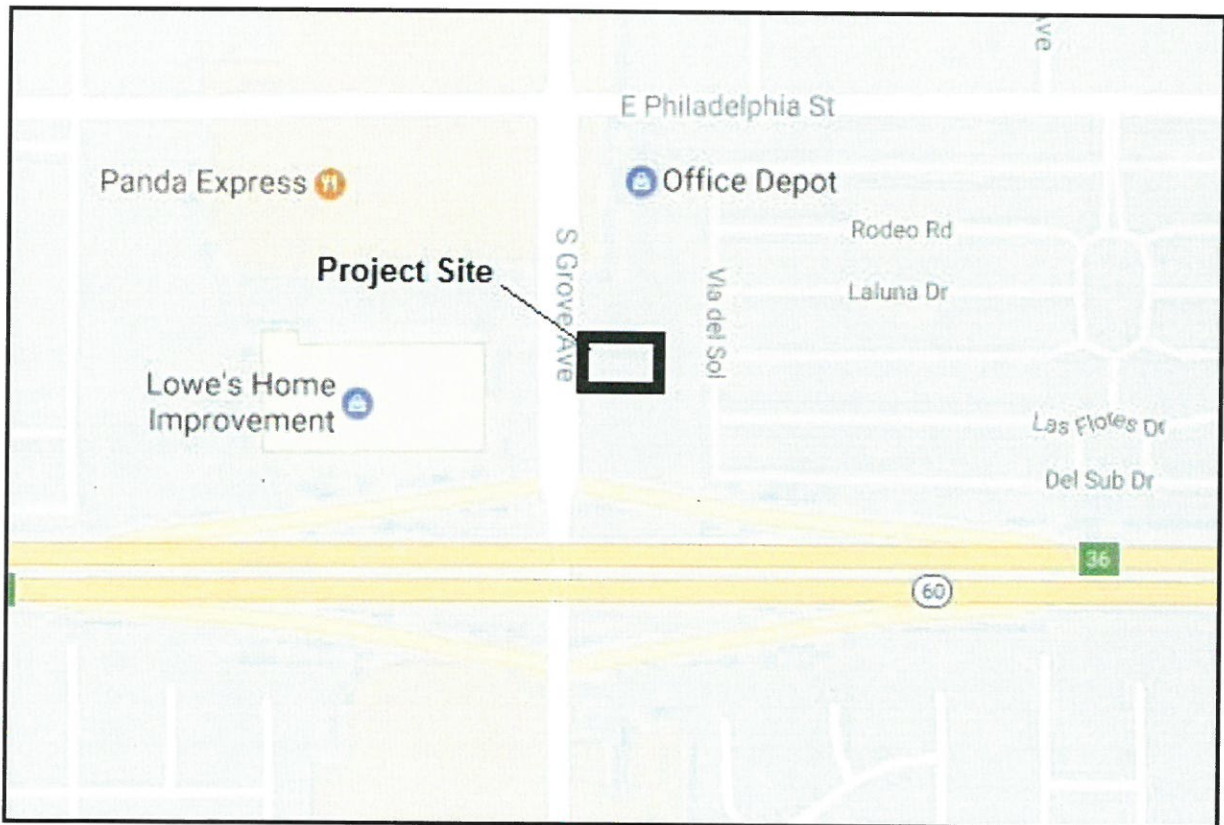 Ave
E Philadelphia St
Panda Express
Office Depot
Rodeo Rd
S Grove Ave
Project Site
Via del Sol
Laluna Dr
Lowe's Home
Improvement
Las Flores Dr
Del Sub Dr
36
60